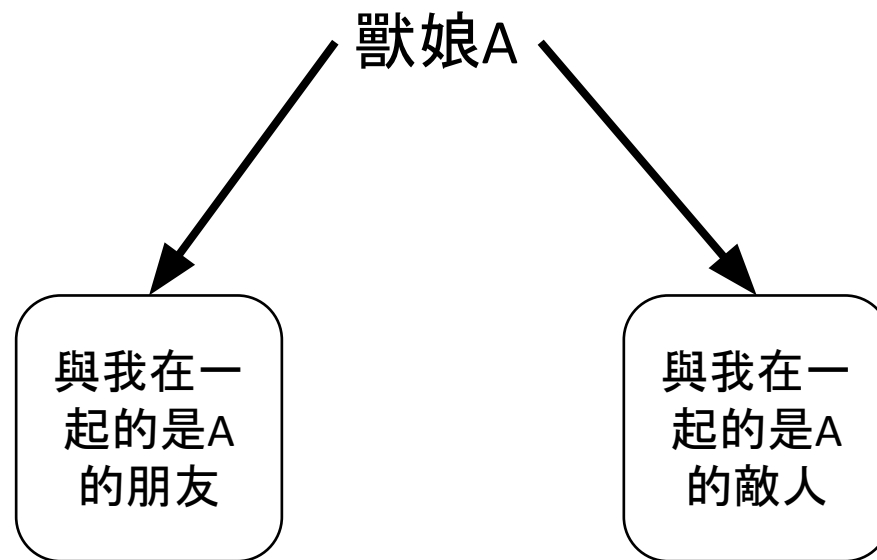 獸娘A
與我在一
起的是A
的朋友
與我在一
起的是A
的敵人